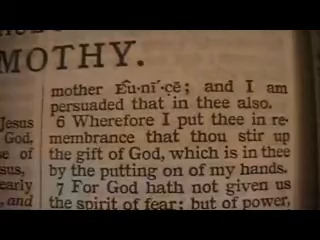 MOTHY.
mother Eū-nī´-çē; and I am
persuaded that in thee also.
6 Wherefore I put thee in re-
membrance that thou stir up
the gift of God, which is in thee
by the putting on of my hands.
7 For God hath not given us
the spirit of fear; but of power,
Jesus
God,
e of
sus,
early
, and